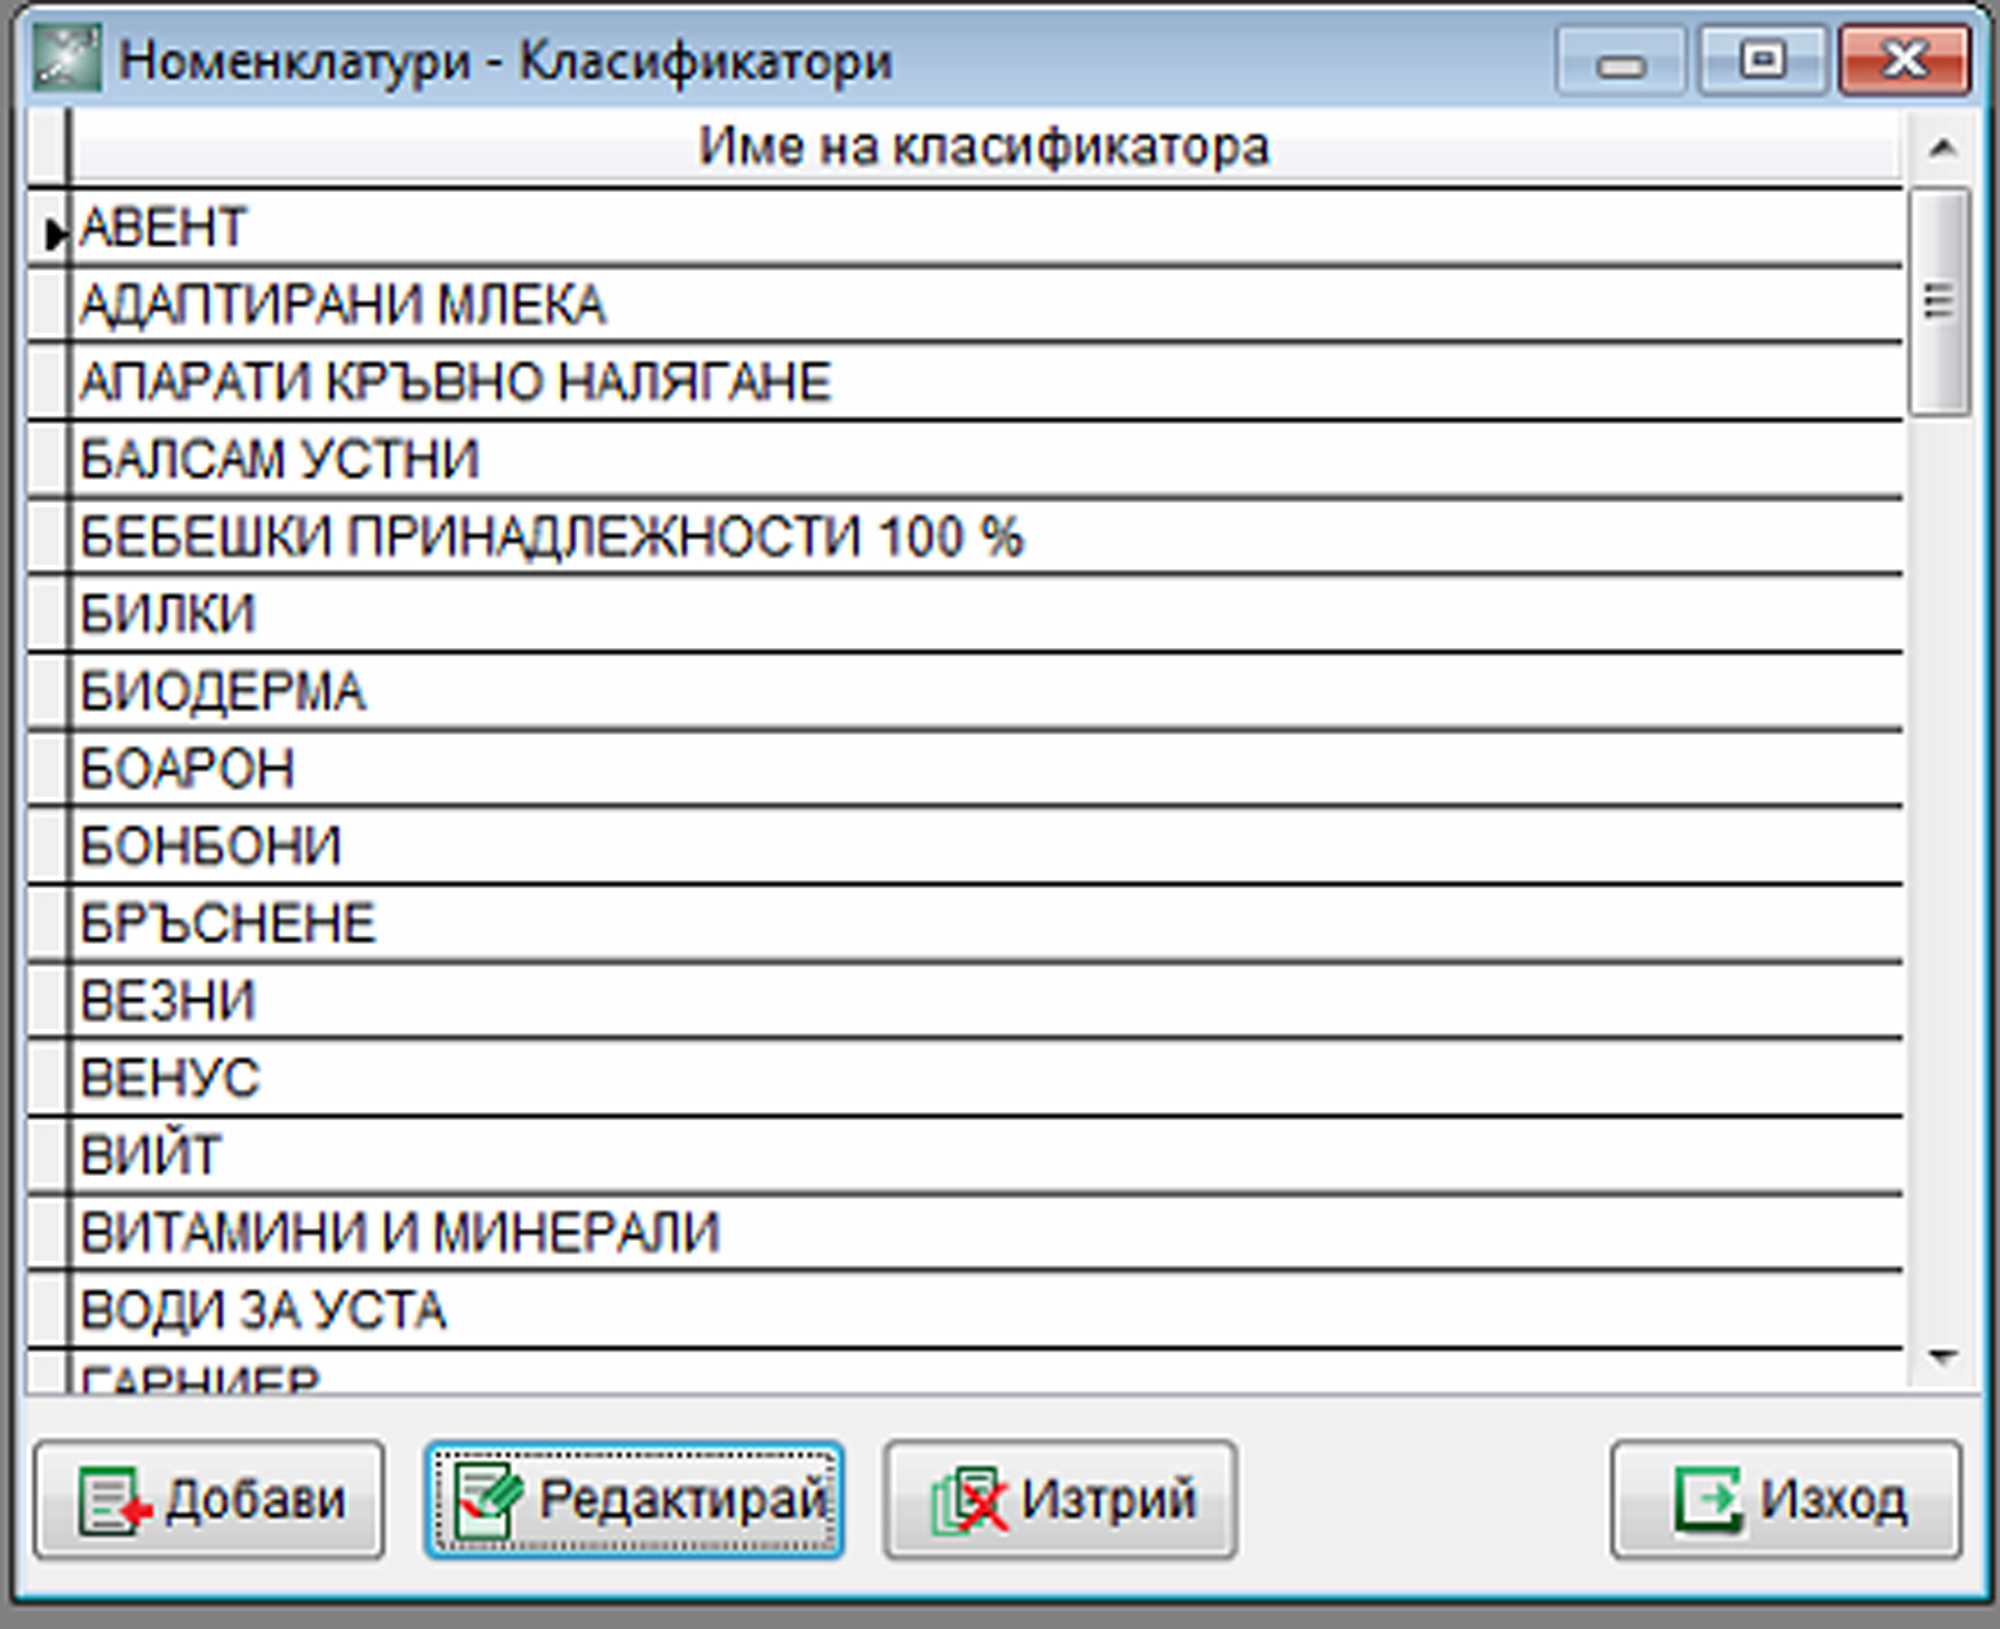 Номенклатури - Класификатори
Име на класификатора
АВЕНТ
АДАПТИРАНИ МЛЕКА
АПАРАТИ КРЪВНО НАЛЯГАНЕ
БАЛСАМ УСТНИ
БЕБЕШКИ ПРИНАДЛЕЖНОСТИ 100 %
БИЛКИ
БИОДЕРМА
БОАРОН
БОНБОНИ
БРЪСНЕНЕ
ВЕЗНИ
ВЕНУС
ВИЙТ
ВИТАМИНИ И МИНЕРАЛИ
ВОДИ ЗА УСТА
ГАРНИЕР
Добави Редактирай Изтрий Изход